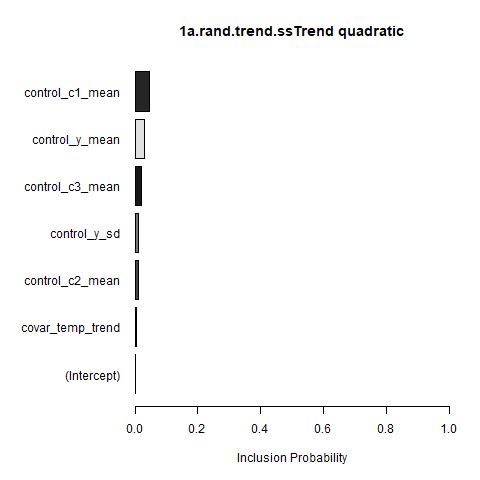 1a.rand.trend.ssTrend quadratic
control_c1_mean
control_y_mean
control_c3_mean
control_y_sd
control_c2_mean
covar_temp_trend
(Intercept)
0.0 0.2 0.4 0.6 0.8 1.0
Inclusion Probability